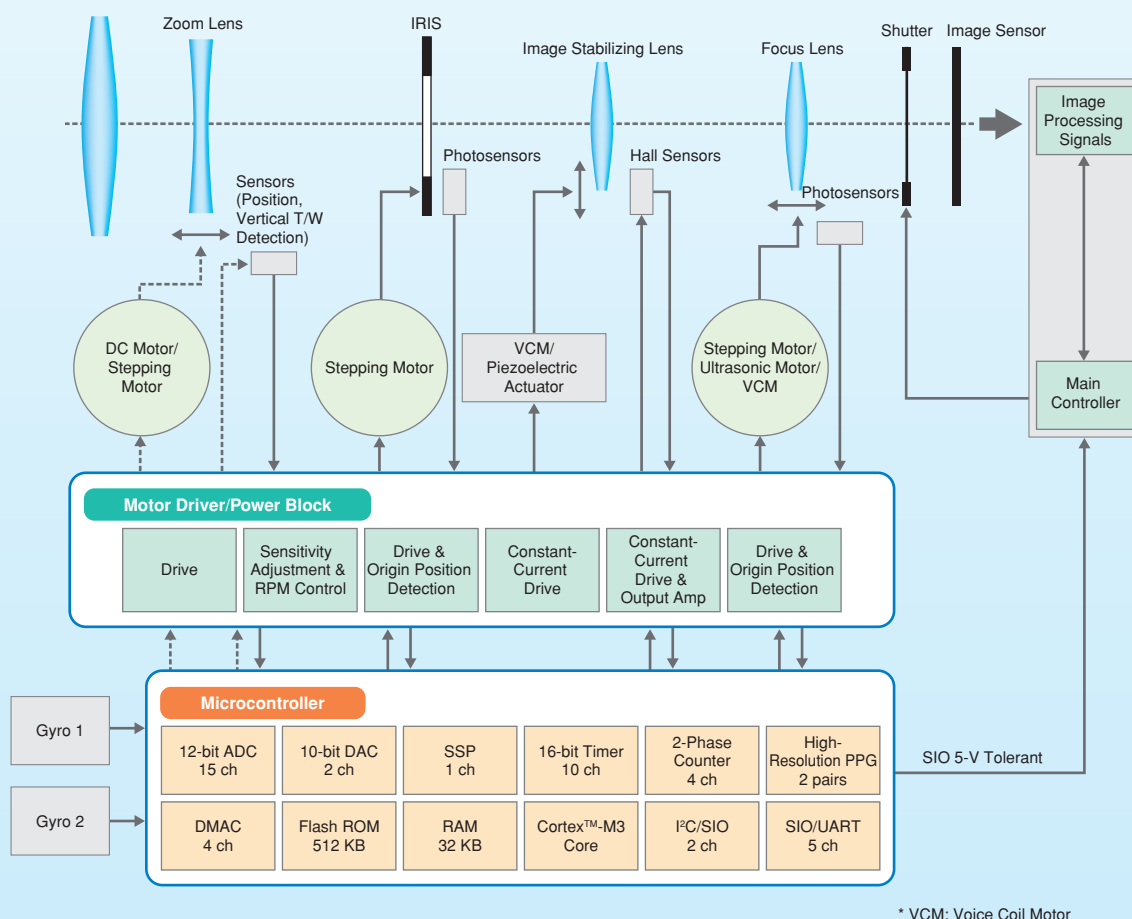 Zoom Lens
IRIS
Image Stabilizing Lens
Focus Lens
Shutter
Image Sensor
Image
Processing
Signals
Sensors
(Position,
Vertical T/W
Detection)
Photosensors
Hall Sensors
Photosensors
DC Motor/
Stepping
Motor
Stepping Motor
VCM/
Piezoelectric
Actuator
Stepping Motor/
Ultrasonic Motor/
VCM
Main
Controller
Motor Driver/Power Block
Drive
Sensitivity
Adjustment &
RPM Control
Drive &
Origin Position
Detection
Constant-
Current
Drive
Constant-
Current
Drive &
Output Amp
Drive &
Origin Position
Detection
Microcontroller
Gyro 1
Gyro 2
12-bit ADC
15 ch
10-bit DAC
2 ch
SSP
1 ch
16-bit Timer
10 ch
2-Phase
Counter
4 ch
High-
Resolution PPG
2 pairs
DMAC
4 ch
Flash ROM
512 KB
RAM
32 KB
Cortex™-M3
Core
I²C/SIO
2 ch
SIO/UART
5 ch
SIO 5-V Tolerant
* VCM: Voice Coil Motor